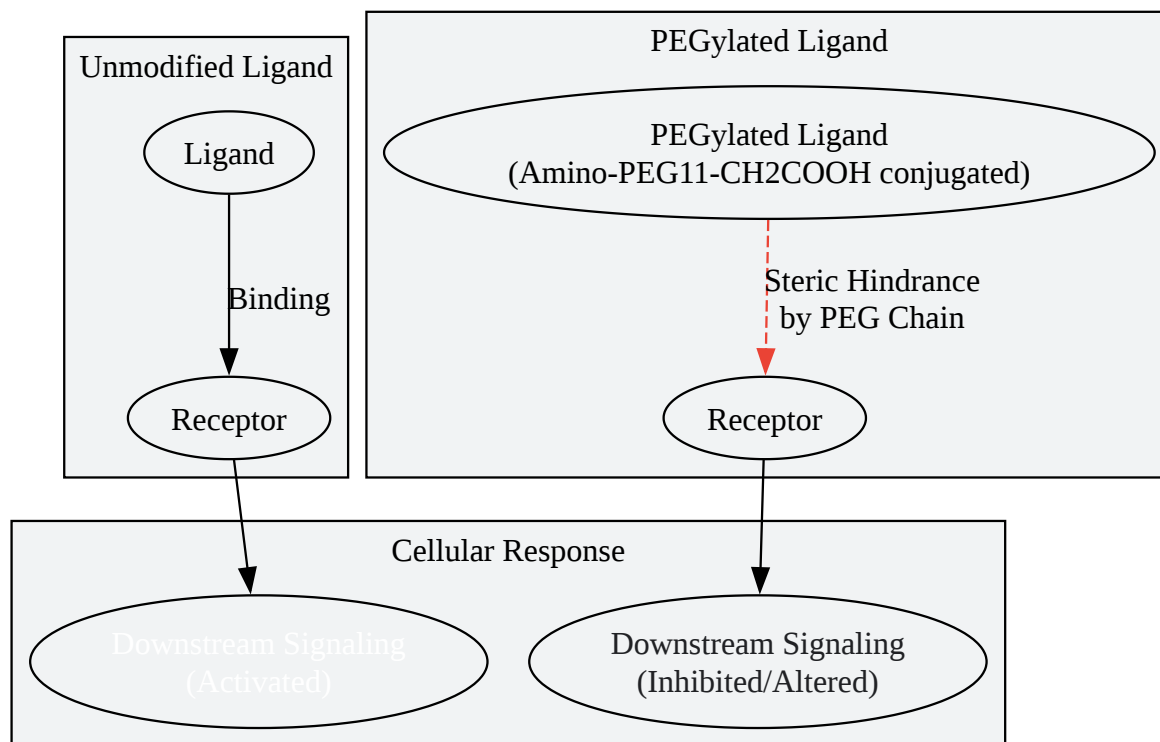 Unmodified Ligand
Ligand
Binding
Receptor
PEGylated Ligand
PEGylated Ligand
(Amino-PEG11-CH2COOH conjugated)
Steric Hindrance
by PEG Chain
Receptor
Cellular Response
Downstream Signaling
(Activated)
Downstream Signaling
(Inhibited/Altered)